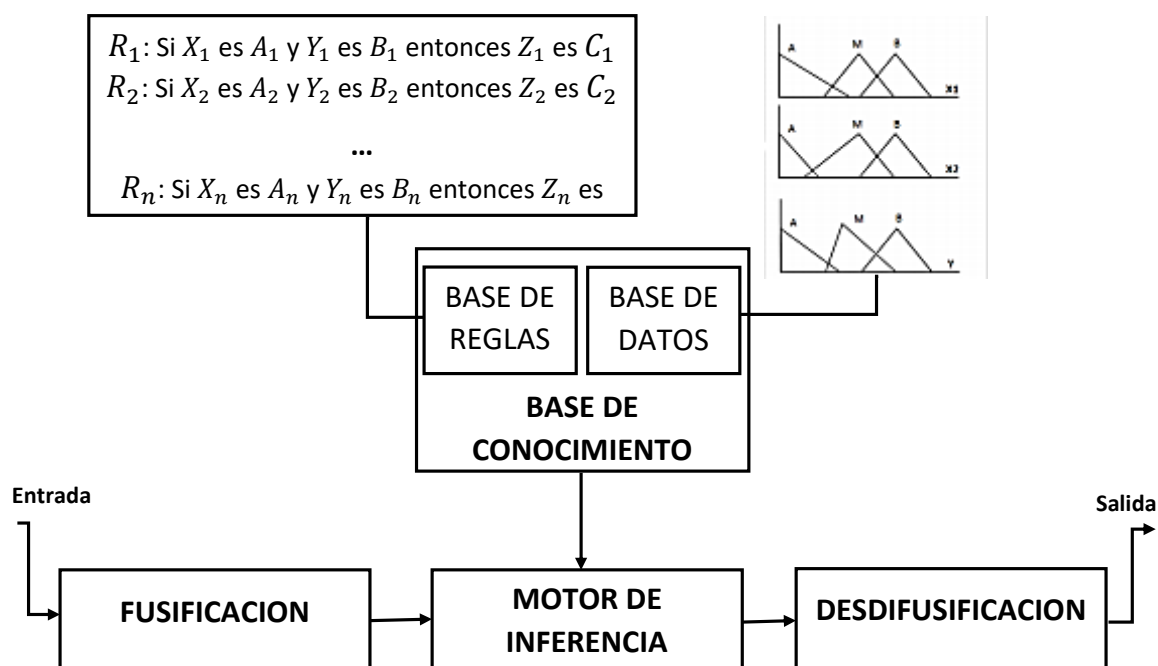 R₁: Si X₁ es A₁ y Y₁ es B₁ entonces Z₁ es C₁
R₂: Si X₂ es A₂ y Y₂ es B₂ entonces Z₂ es C₂
...
Rₙ: Si Xₙ es Aₙ y Yₙ es Bₙ entonces Zₙ es
A M B
X1
A M B
X2
A M B
Y
BASE DE
REGLAS
BASE DE
DATOS
BASE DE
CONOCIMIENTO
Entrada
Salida
FUSIFICACION
MOTOR DE
INFERENCIA
DESDIFUSIFICACION